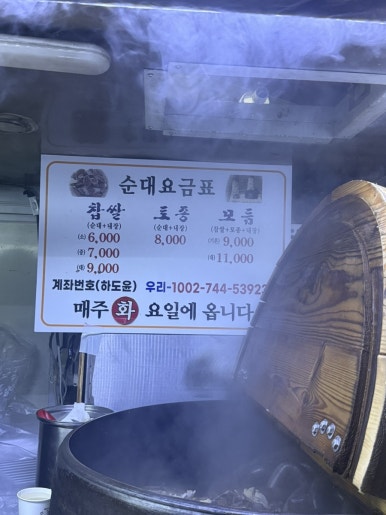 순대요금표
찹쌀 토종 모듬
(순대+내장) (순대+내장) (찹쌀+토종+내장)
(소) 6,000 8,000 (기본) 9,000
(중) 7,000 (대) 11,000
(대) 9,000
계좌번호(하도윤) 우리-1002-744-53923
매주 화 요일에 옵니다